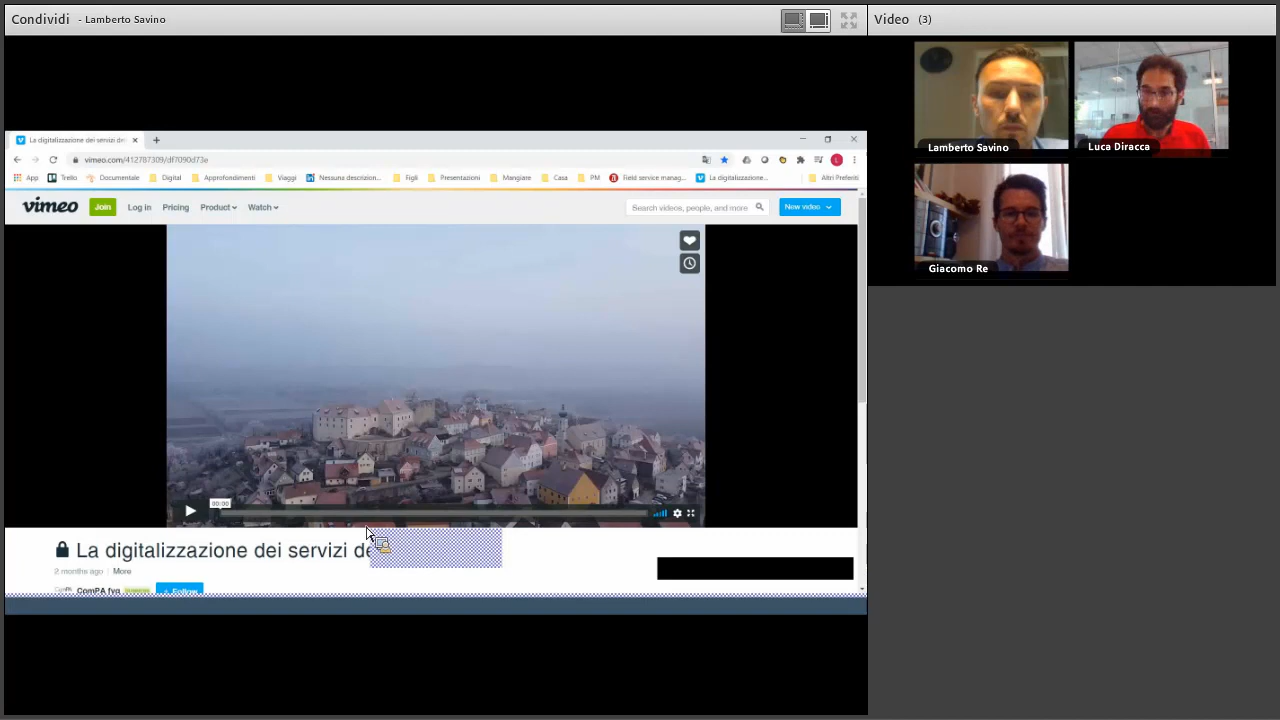 Condividi - Lamberto Savino
Video (3)
Lamberto Savino
Luca Diracca
Giacomo Re
La digitalizzazione dei servizi de
vimeo.com/412787309/df7090d73e
App Trello Documentale Digital Approfondimenti Viaggi Nessuna descrizion... Figli Presentazioni Mangiare Casa PM Field service manag... La digitalizzazione... Altri Preferiti
vimeo Join Log in Pricing Product Watch Search videos, people, and more New video
00:00
La digitalizzazione dei servizi de
2 months ago More
ComPA fvg + Follow